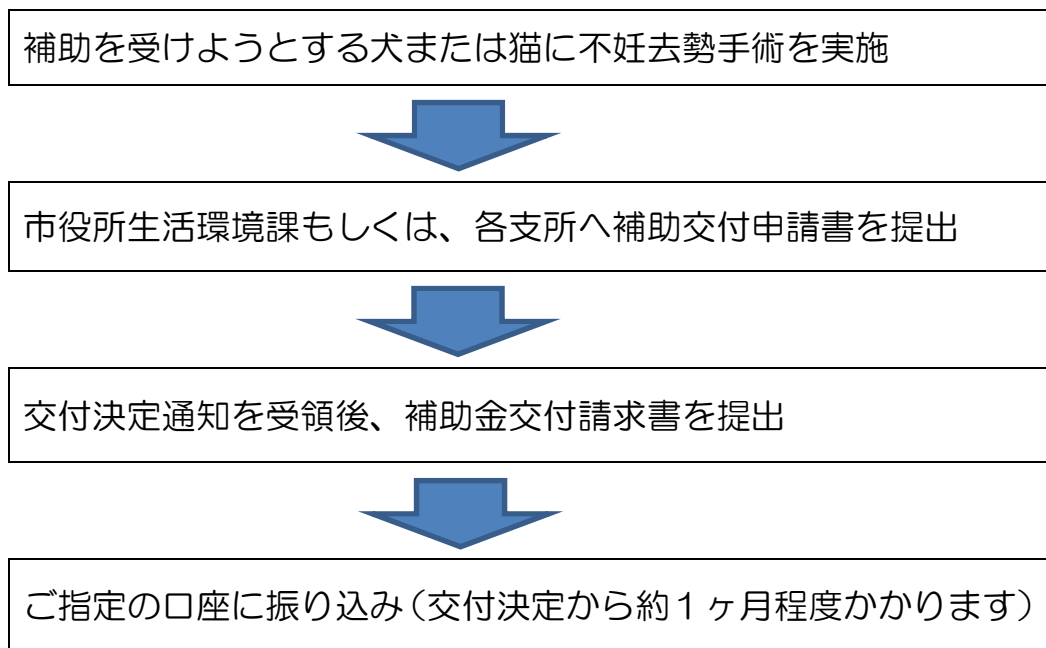 補助を受けようとする犬または猫に不妊去勢手術を実施
市役所生活環境課もしくは、各支所へ補助交付申請書を提出
交付決定通知を受領後、補助金交付請求書を提出
ご指定の口座に振り込み（交付決定から約１ヶ月程度かかります）